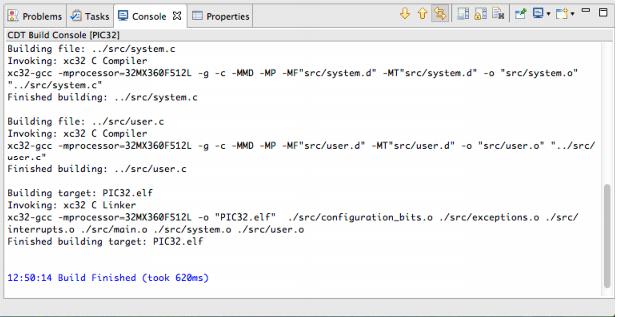 Problems Tasks Console Properties
CDT Build Console [PIC32]
Building file: ../src/system.c
Invoking: xc32 C Compiler
xc32-gcc -mprocessor=32MX360F512L -g -c -MMD -MP -MF"src/system.d" -MT"src/system.d" -o "src/system.o"
"../src/system.c"
Finished building: ../src/system.c
Building file: ../src/user.c
Invoking: xc32 C Compiler
xc32-gcc -mprocessor=32MX360F512L -g -c -MMD -MP -MF"src/user.d" -MT"src/user.d" -o "src/user.o" "../src/
user.c"
Finished building: ../src/user.c
Building target: PIC32.elf
Invoking: xc32 C Linker
xc32-gcc -mprocessor=32MX360F512L -o "PIC32.elf" ./src/configuration_bits.o ./src/exceptions.o ./src/
interrupts.o ./src/main.o ./src/system.o ./src/user.o
Finished building target: PIC32.elf
12:50:14 Build Finished (took 620ms)